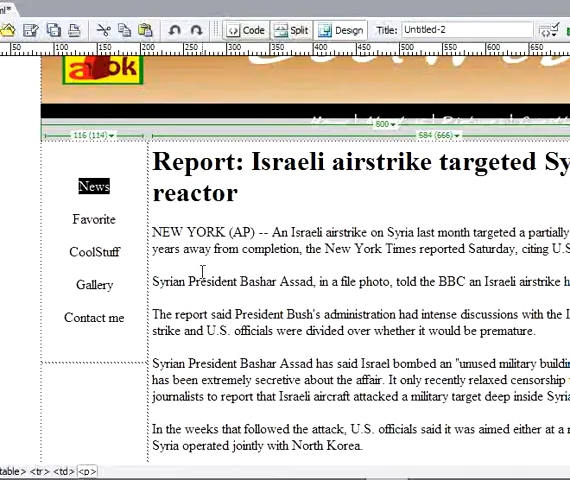 ml*
Code
Split
Design
Title:
Untitled-2
50
100
150
200
250
300
350
400
450
500
550
600
650
ok
800
116 (114)
684 (666)
Report: Israeli airstrike targeted Sy
reactor
News
Favorite
CoolStuff
Gallery
Contact me
NEW YORK (AP) -- An Israeli airstrike on Syria last month targeted a partially
years away from completion, the New York Times reported Saturday, citing U.S
Syrian President Bashar Assad, in a file photo, told the BBC an Israeli airstrike h
The report said President Bush's administration had intense discussions with the I
strike and U.S. officials were divided over whether it would be premature.
Syrian President Bashar Assad has said Israel bombed an "unused military buildin
has been extremely secretive about the affair. It only recently relaxed censorship
journalists to report that Israeli aircraft attacked a military target deep inside Syria
In the weeks that followed the attack, U.S. officials said it was aimed either at a n
Syria operated jointly with North Korea.
table> <tr> <td> <p>